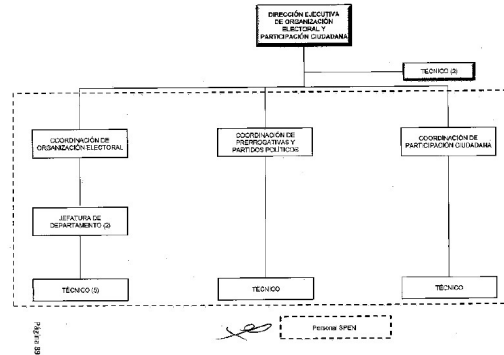 DIRECCIÓN EJECUTIVA
DE ORGANIZACIÓN
ELECTORAL Y
PARTICIPACIÓN CIUDADANA
TÉCNICO (3)
COORDINACIÓN DE
ORGANIZACIÓN ELECTORAL
COORDINACIÓN DE
PRERROGATIVAS Y
PARTIDOS POLÍTICOS
COORDINACIÓN DE
PARTICIPACIÓN CIUDADANA
JEFATURA DE
DEPARTAMENTO (2)
TÉCNICO (5)
TÉCNICO
TÉCNICO
Personal SPEN
Página 89